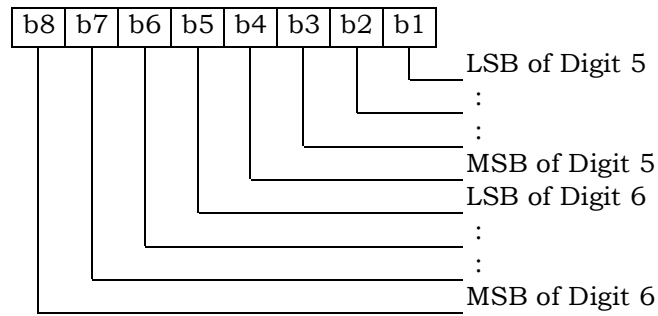 b8 b7 b6 b5 b4 b3 b2 b1
LSB of Digit 5
:
:
MSB of Digit 5
LSB of Digit 6
:
:
MSB of Digit 6